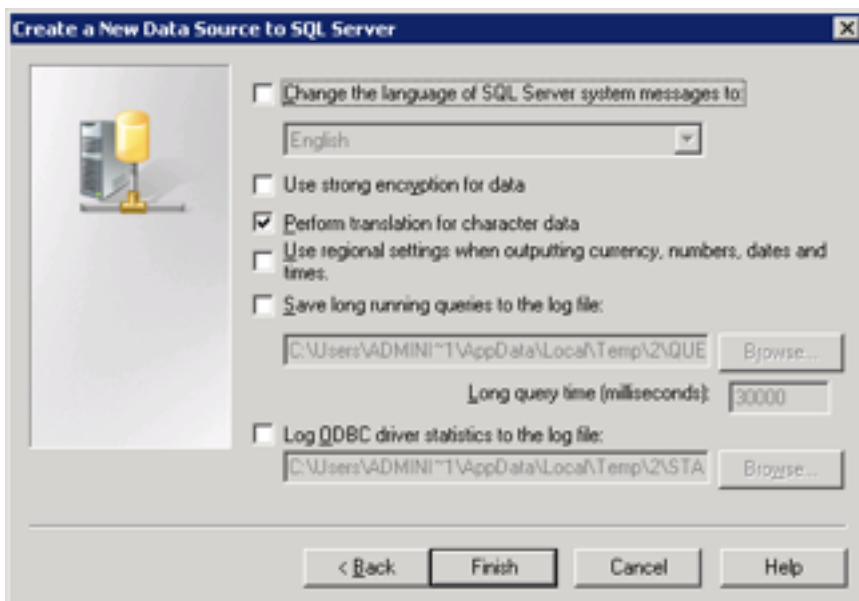 Create a New Data Source to SQL Server
Change the language of SQL Server system messages to:
English
Use strong encryption for data
Perform translation for character data
Use regional settings when outputting currency, numbers, dates and
times.
Save long running queries to the log file:
C:\Users\ADMINI~1\AppData\Local\Temp\2\QUE
Browse...
Long query time (milliseconds):
30000
Log ODBC driver statistics to the log file:
C:\Users\ADMINI~1\AppData\Local\Temp\2\STA
Browse...
< Back
Finish
Cancel
Help